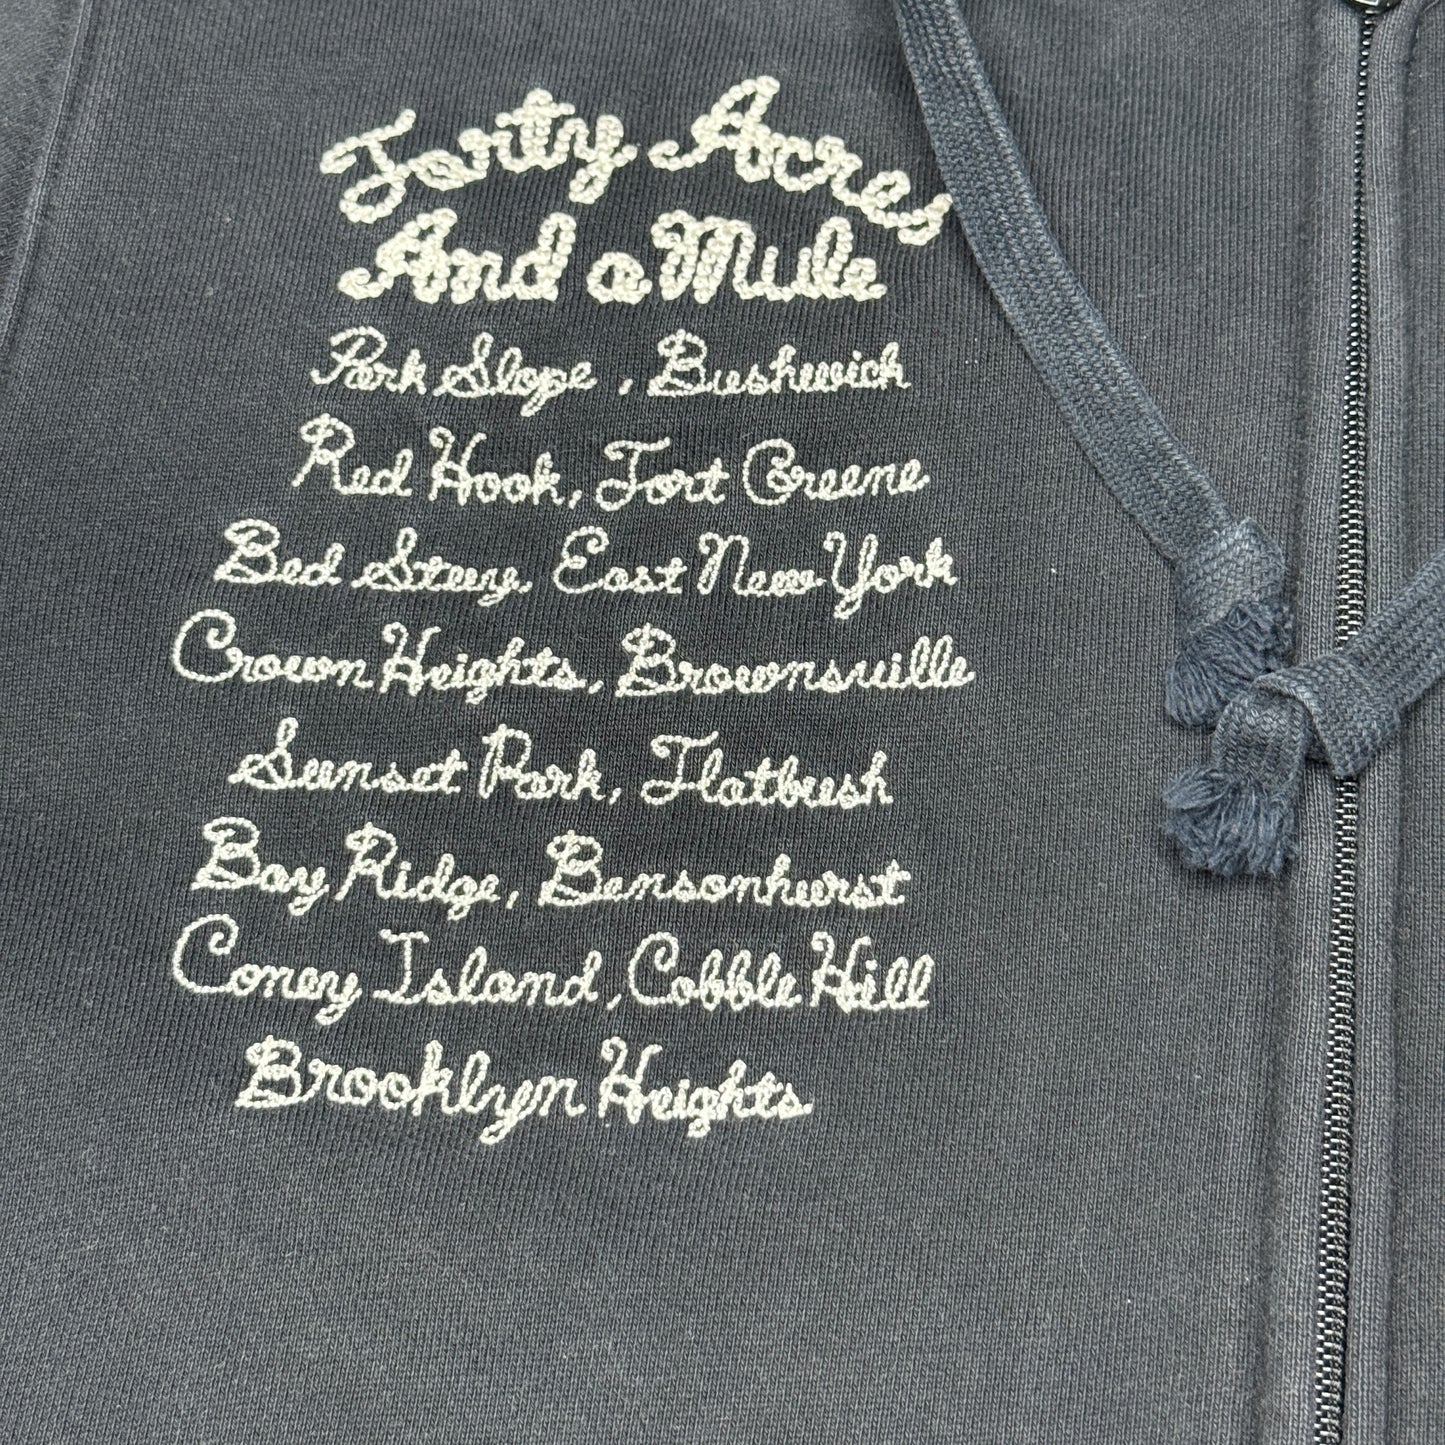 Forty Acres
And a Mule
Park Slope, Bushwick
Red Hook, Fort Greene
Bed Stuye, East New York
Crown Heights, Brownsville
Sunset Park, Flatbush
Bay Ridge, Bensonhurst
Coney Island, Cobble Hill
Brooklyn Heights